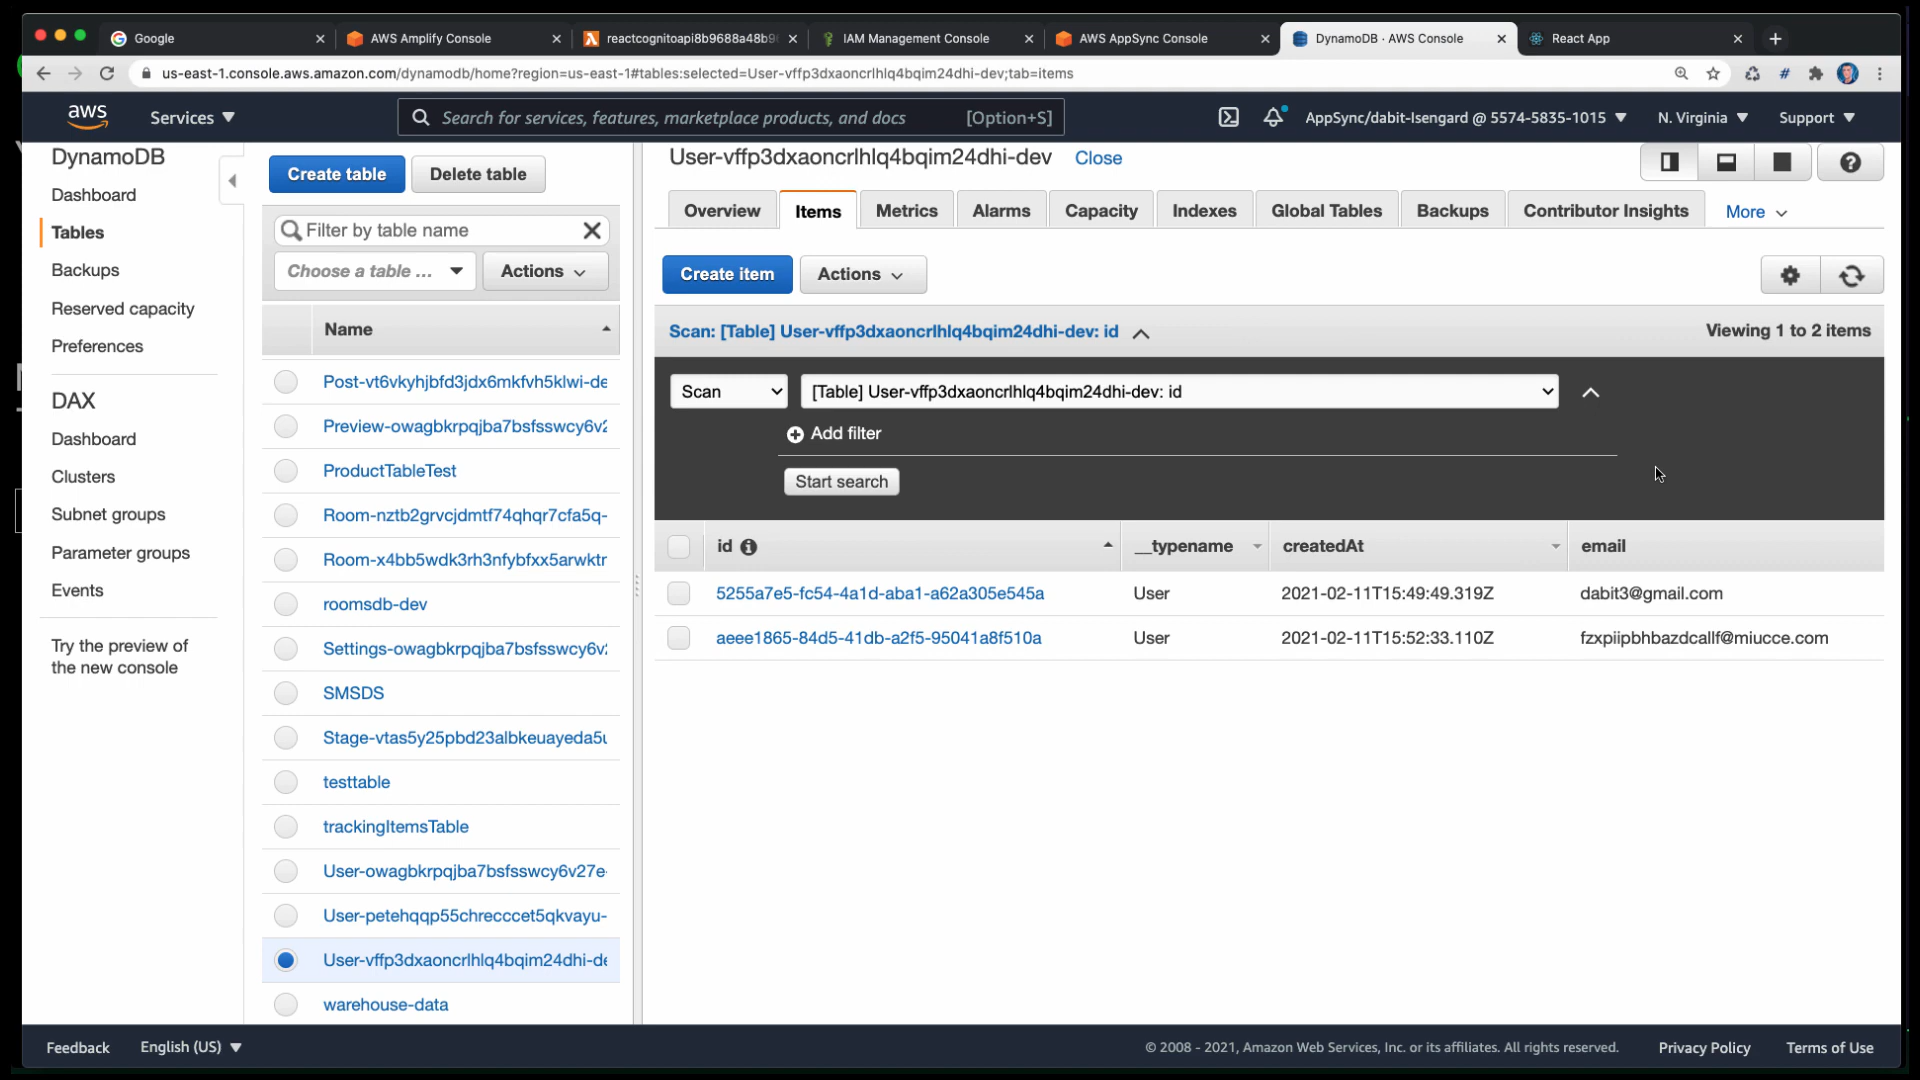 Google
AWS Amplify Console
reactcognitoapi8b9688a48b9
IAM Management Console
AWS AppSync Console
DynamoDB · AWS Console
React App
us-east-1.console.aws.amazon.com/dynamodb/home?region=us-east-1#tables:selected=User-vffp3dxaoncrlhlq4bqim24dhi-dev;tab=items
aws
Services
Search for services, features, marketplace products, and docs [Option+S]
AppSync/dabit-Isengard @ 5574-5835-1015
N. Virginia
Support
DynamoDB
Dashboard
Tables
Backups
Reserved capacity
Preferences
DAX
Dashboard
Clusters
Subnet groups
Parameter groups
Events
Try the preview of
the new console
Create table
Delete table
Filter by table name
Choose a table ...
Actions
Name
Post-vt6vkyhjbfd3jdx6mkfvh5klwi-de
Preview-owagbkrpqjba7bsfsswcy6v2
ProductTableTest
Room-nztb2grvcjdmtf74qhqr7cfa5q-
Room-x4bb5wdk3rh3nfybfxx5arwktr
roomsdb-dev
Settings-owagbkrpqjba7bsfsswcy6v
SMSDS
Stage-vtas5y25pbd23albkeuayeda5u
testtable
trackingItemsTable
User-owagbkrpqjba7bsfsswcy6v27e
User-petehqqp55chrecccet5qkvayu-
User-vffp3dxaoncrlhlq4bqim24dhi-de
warehouse-data
User-vffp3dxaoncrlhlq4bqim24dhi-dev
Close
Overview
Items
Metrics
Alarms
Capacity
Indexes
Global Tables
Backups
Contributor Insights
More
Create item
Actions
Scan: [Table] User-vffp3dxaoncrlhlq4bqim24dhi-dev: id
Viewing 1 to 2 items
Scan
[Table] User-vffp3dxaoncrlhlq4bqim24dhi-dev: id
Add filter
Start search
id
__typename
createdAt
email
5255a7e5-fc54-4a1d-aba1-a62a305e545a User 2021-02-11T15:49:49.319Z dabit3@gmail.com
aeee1865-84d5-41db-a2f5-95041a8f510a User 2021-02-11T15:52:33.110Z fzxpiipbhbazdcallf@miucce.com
Feedback
English (US)
© 2008 - 2021, Amazon Web Services, Inc. or its affiliates. All rights reserved.
Privacy Policy
Terms of Use